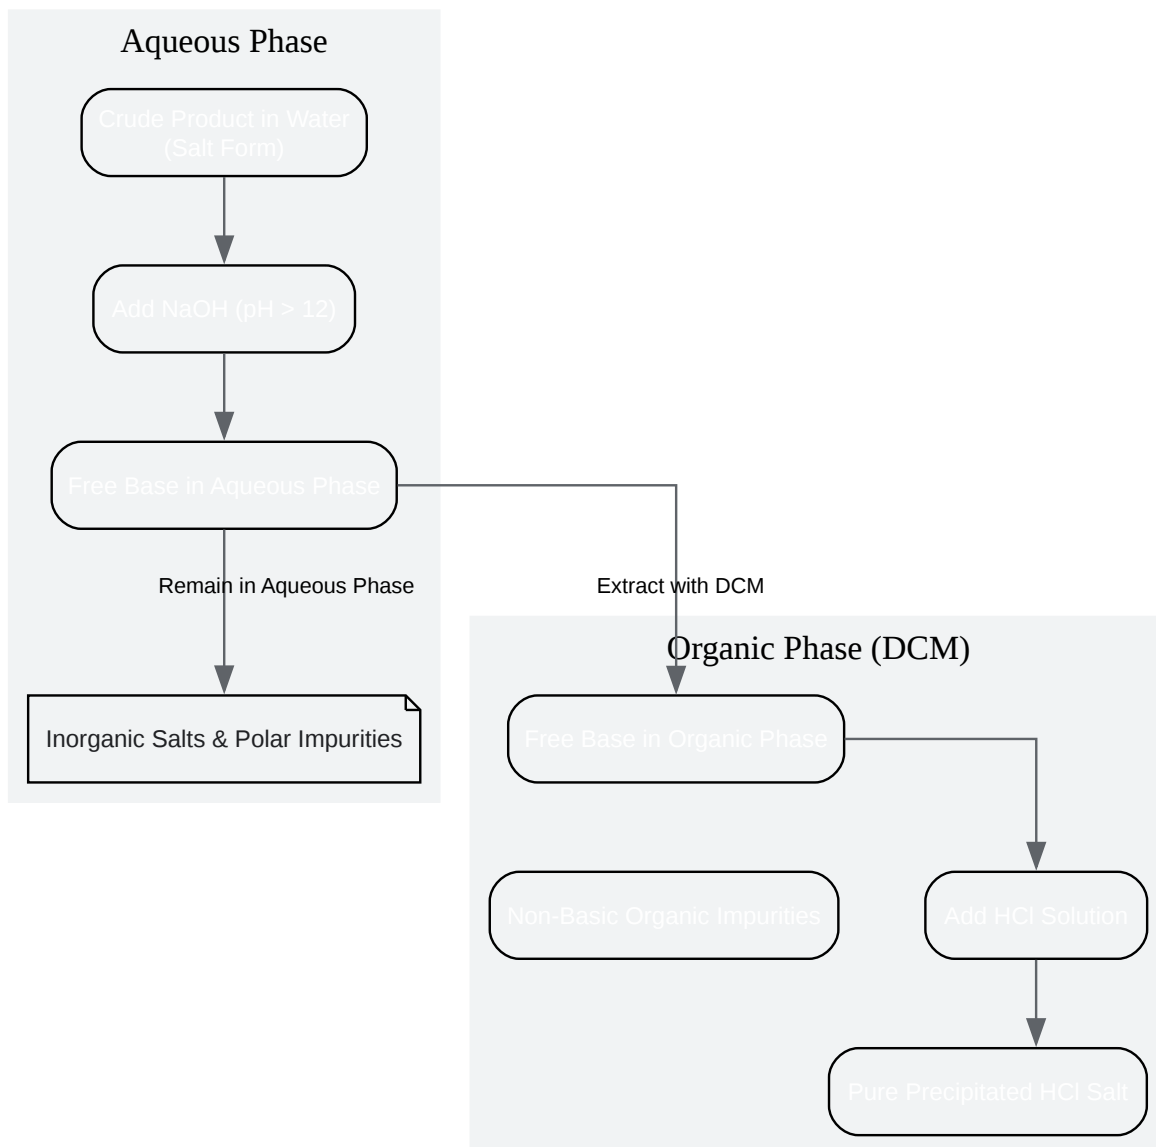 Aqueous Phase
Crude Product in Water
(Salt Form)
Add NaOH (pH > 12)
Free Base in Aqueous Phase
Remain in Aqueous Phase
Extract with DCM
Organic Phase (DCM)
Inorganic Salts & Polar Impurities
Free Base in Organic Phase
Non-Basic Organic Impurities
Add HCl Solution
Pure Precipitated HCl Salt